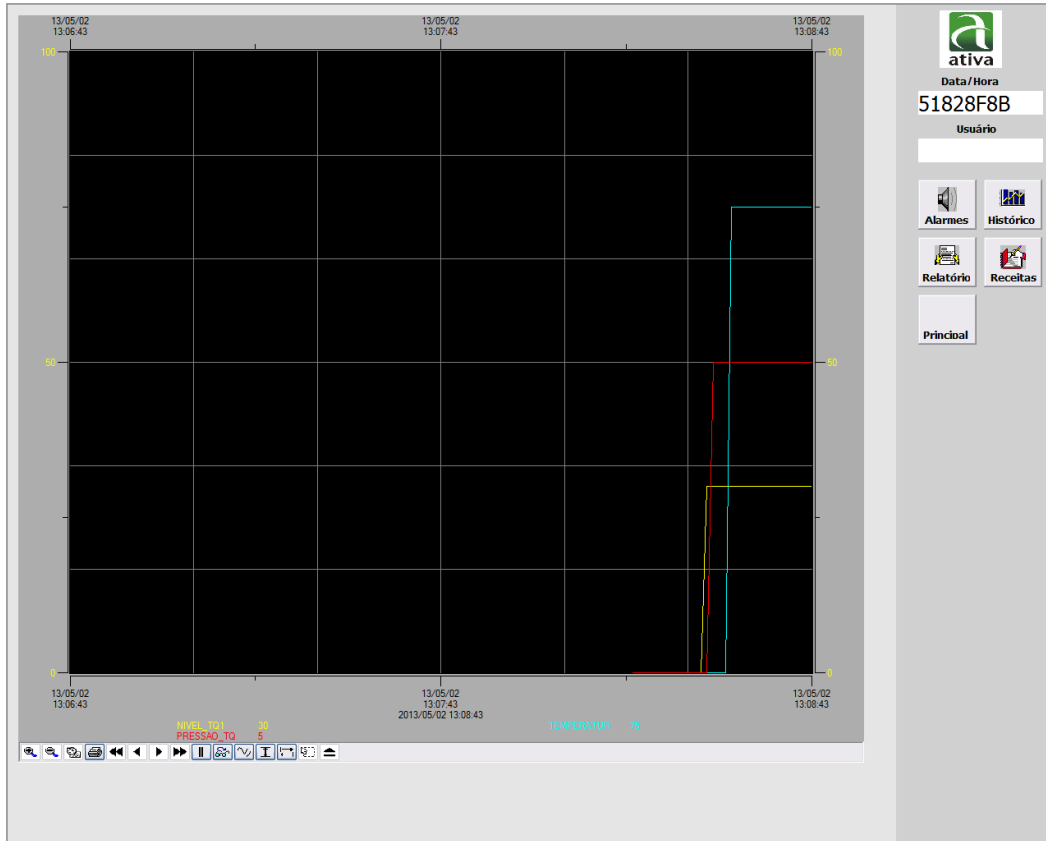 13/05/02 13/05/02 13/05/02
13:06:43 13:07:43 13:08:43
100 100
50 50
0 0
13/05/02 13/05/02 13/05/02
13:06:43 13:07:43 13:08:43
2013/05/02 13:08:43
NIVEL_TQ1 30
PRESSAO_TQ 5
TEMPERATUR 75
ativa
Data/Hora
51828F8B
Usuário
Alarmes Histórico
Relatório Receitas
Principal